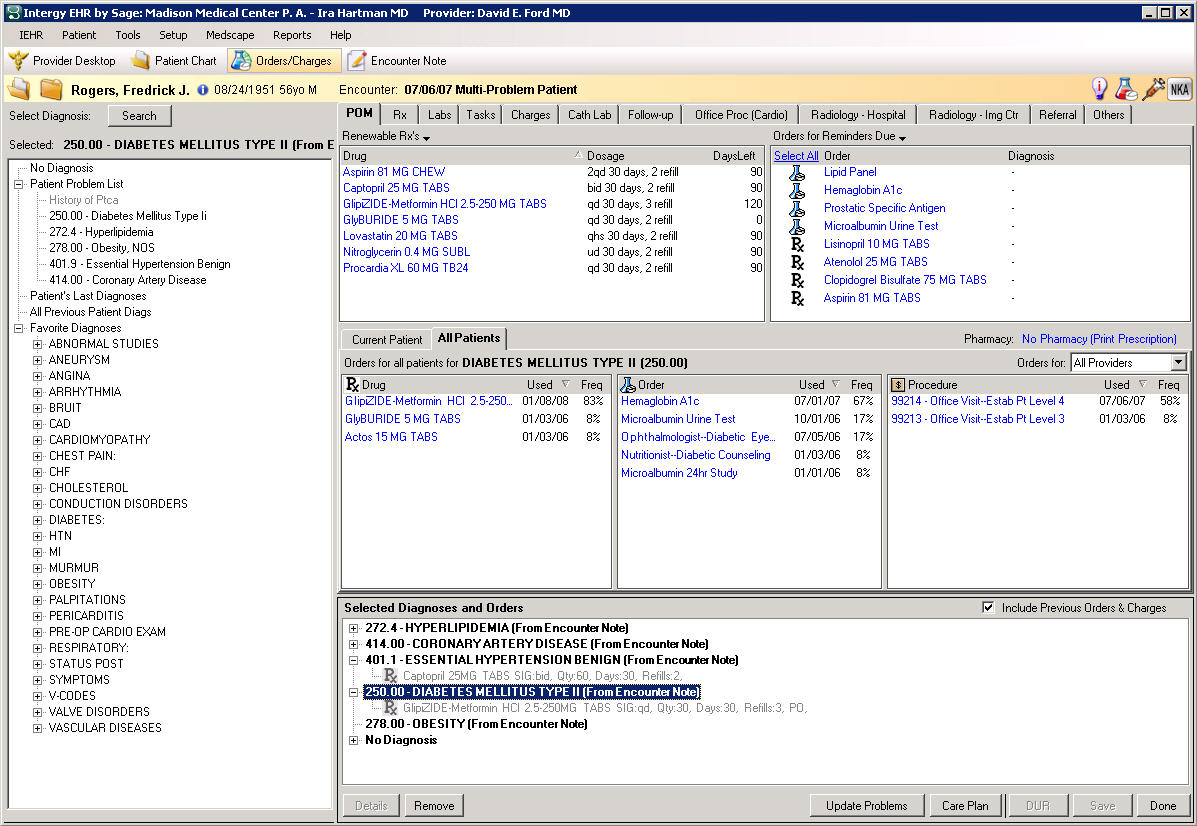 Intergy EHR by Sage: Madison Medical Center P. A. - Ira Hartman MD    Provider: David E. Ford MD
IEHR Patient Tools Setup Medscape Reports Help
Provider Desktop Patient Chart Orders/Charges Encounter Note
Rogers, Fredrick J. 08/24/1951 56yo M Encounter: 07/06/07 Multi-Problem Patient NKA
Select Diagnosis: Search
Selected: 250.00 - DIABETES MELLITUS TYPE II (From E
No Diagnosis
Patient Problem List
History of Ptca
250.00 - Diabetes Mellitus Type Ii
272.4 - Hyperlipidemia
278.00 - Obesity, NOS
401.9 - Essential Hypertension Benign
414.00 - Coronary Artery Disease
Patient's Last Diagnoses
All Previous Patient Diags
Favorite Diagnoses
ABNORMAL STUDIES
ANEURYSM
ANGINA
ARRHYTHMIA
BRUIT
CAD
CARDIOMYOPATHY
CHEST PAIN:
CHF
CHOLESTEROL
CONDUCTION DISORDERS
DIABETES:
HTN
MI
MURMUR
OBESITY
PALPITATIONS
PERICARDITIS
PRE-OP CARDIO EXAM
RESPIRATORY:
STATUS POST
SYMPTOMS
V-CODES
VALVE DISORDERS
VASCULAR DISEASES
POM Rx Labs Tasks Charges Cath Lab Follow-up Office Proc (Cardio) Radiology - Hospital Radiology - Img Ctr Referral Others
Renewable Rx's
Drug Dosage DaysLeft
Aspirin 81 MG CHEW 2qd 30 days, 2 refill 90
Captopril 25 MG TABS bid 30 days, 2 refill 90
GlipiZIDE-Metformin HCl 2.5-250 MG TABS qd 30 days, 3 refill 120
GlyBURIDE 5 MG TABS qd 30 days, 2 refill 0
Lovastatin 20 MG TABS qhs 30 days, 2 refill 90
Nitroglycerin 0.4 MG SUBL ud 30 days, 2 refill 90
Procardia XL 60 MG TB24 qd 30 days, 2 refill 90
Orders for Reminders Due
Select All Order Diagnosis
Lipid Panel -
Hemaglobin A1c -
Prostatic Specific Antigen -
Microalbumin Urine Test -
Rx Lisinopril 10 MG TABS -
Rx Atenolol 25 MG TABS -
Rx Clopidogrel Bisulfate 75 MG TABS -
Rx Aspirin 81 MG TABS -
Current Patient All Patients Pharmacy: No Pharmacy (Print Prescription)
Orders for all patients for DIABETES MELLITUS TYPE II (250.00) Orders for: All Providers
Rx Drug Used Freq
GlipiZIDE-Metformin HCl 2.5-250... 01/08/08 83%
GlyBURIDE 5 MG TABS 01/03/06 8%
Actos 15 MG TABS 01/03/06 8%
Order Used Freq
Hemaglobin A1c 07/01/07 67%
Microalbumin Urine Test 10/01/06 17%
Ophthalmologist--Diabetic Eye... 07/05/06 17%
Nutritionist--Diabetic Counseling 01/03/06 8%
Microalbumin 24hr Study 01/01/06 8%
$ Procedure Used Freq
99214 - Office Visit--Estab Pt Level 4 07/06/07 58%
99213 - Office Visit--Estab Pt Level 3 01/03/06 8%
Selected Diagnoses and Orders Include Previous Orders & Charges
272.4 - HYPERLIPIDEMIA (From Encounter Note)
414.00 - CORONARY ARTERY DISEASE (From Encounter Note)
401.1 - ESSENTIAL HYPERTENSION BENIGN (From Encounter Note)
Rx Captopril 25MG TABS SIG:bid, Qty:60, Days:30, Refills:2,
250.00 - DIABETES MELLITUS TYPE II (From Encounter Note)
Rx GlipiZIDE-Metformin HCl 2.5-250MG TABS SIG:qd, Qty:30, Days:30, Refills:3, PO,
278.00 - OBESITY (From Encounter Note)
No Diagnosis
Details Remove Update Problems Care Plan DUR Save Done